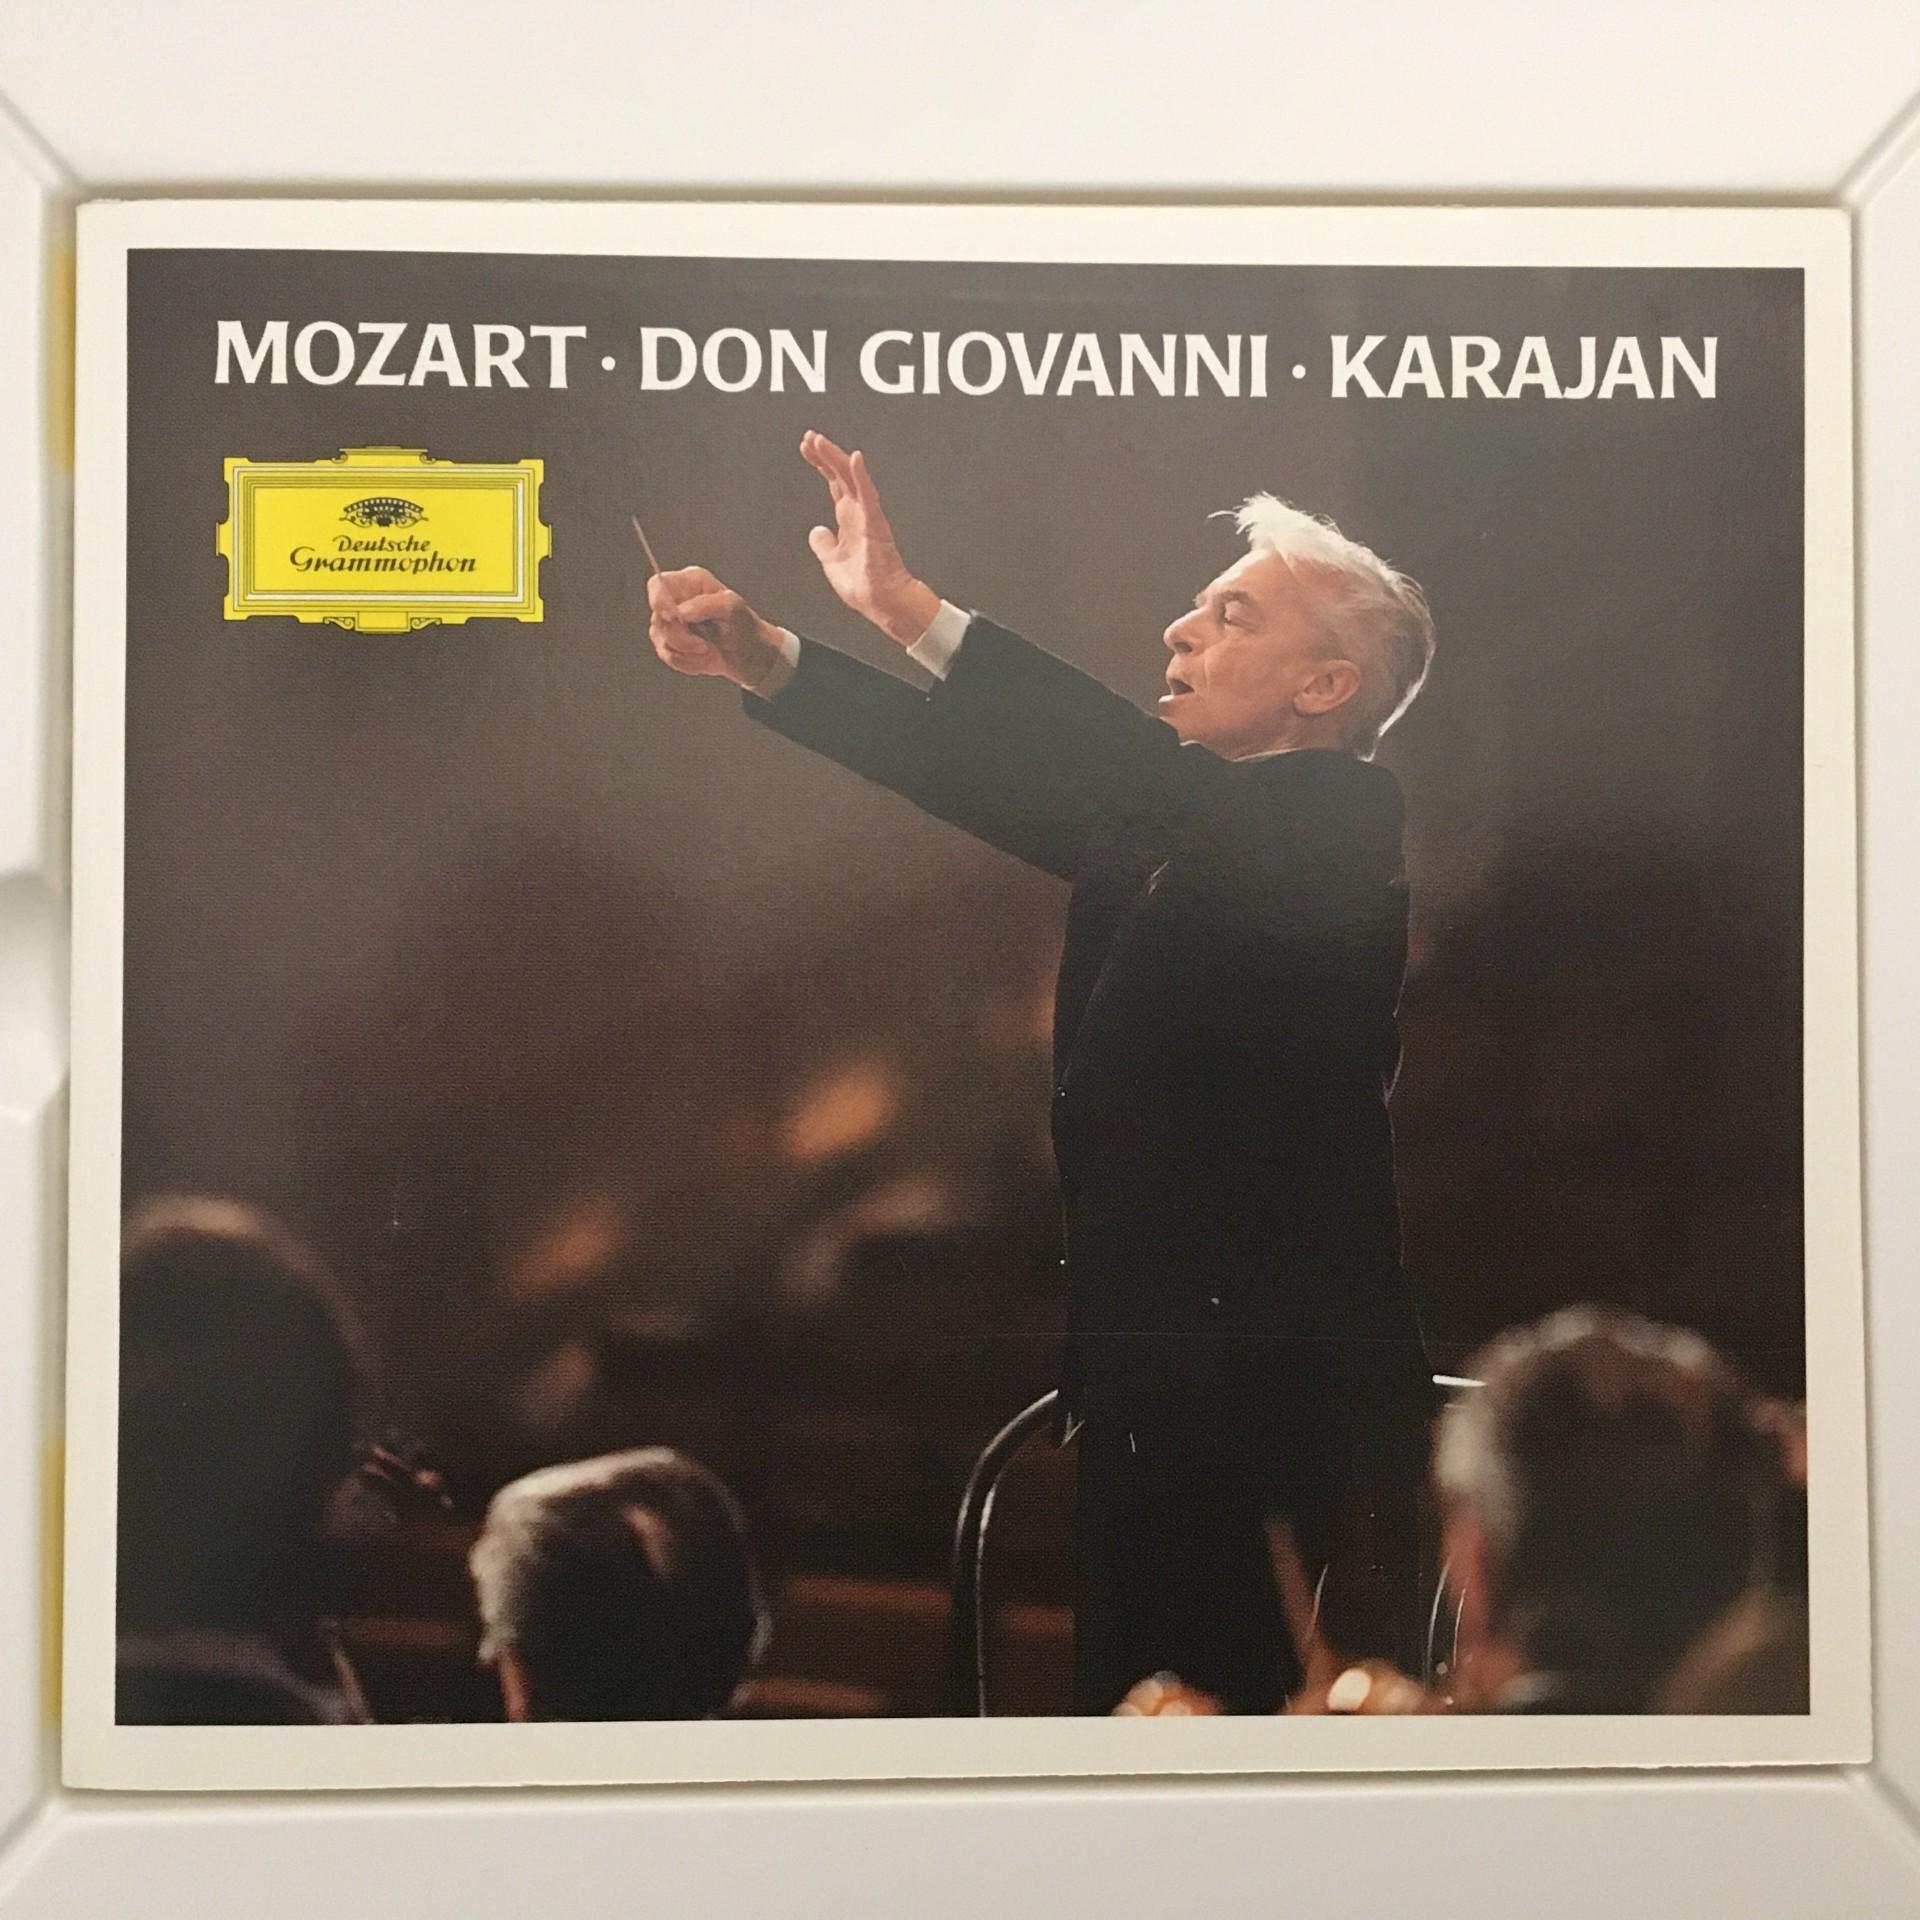 MOZART · DON GIOVANNI · KARAJAN
Deutsche
Grammophon